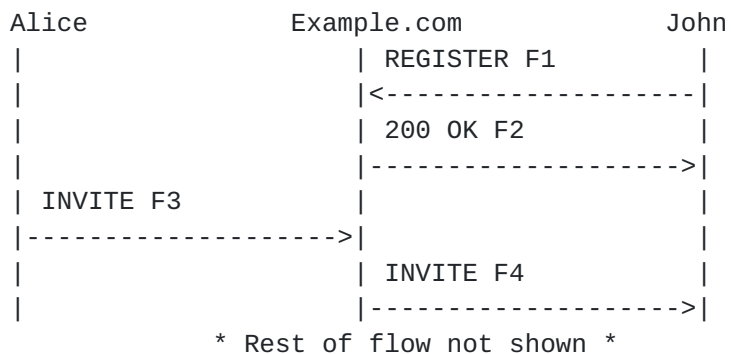 Alice Example.com John
| | REGISTER F1 |
| |<---------------------|
| | 200 OK F2 |
| |-------------------->|
| INVITE F3 | |
|-------------------->| |
| | INVITE F4 |
| |-------------------->|
* Rest of flow not shown *